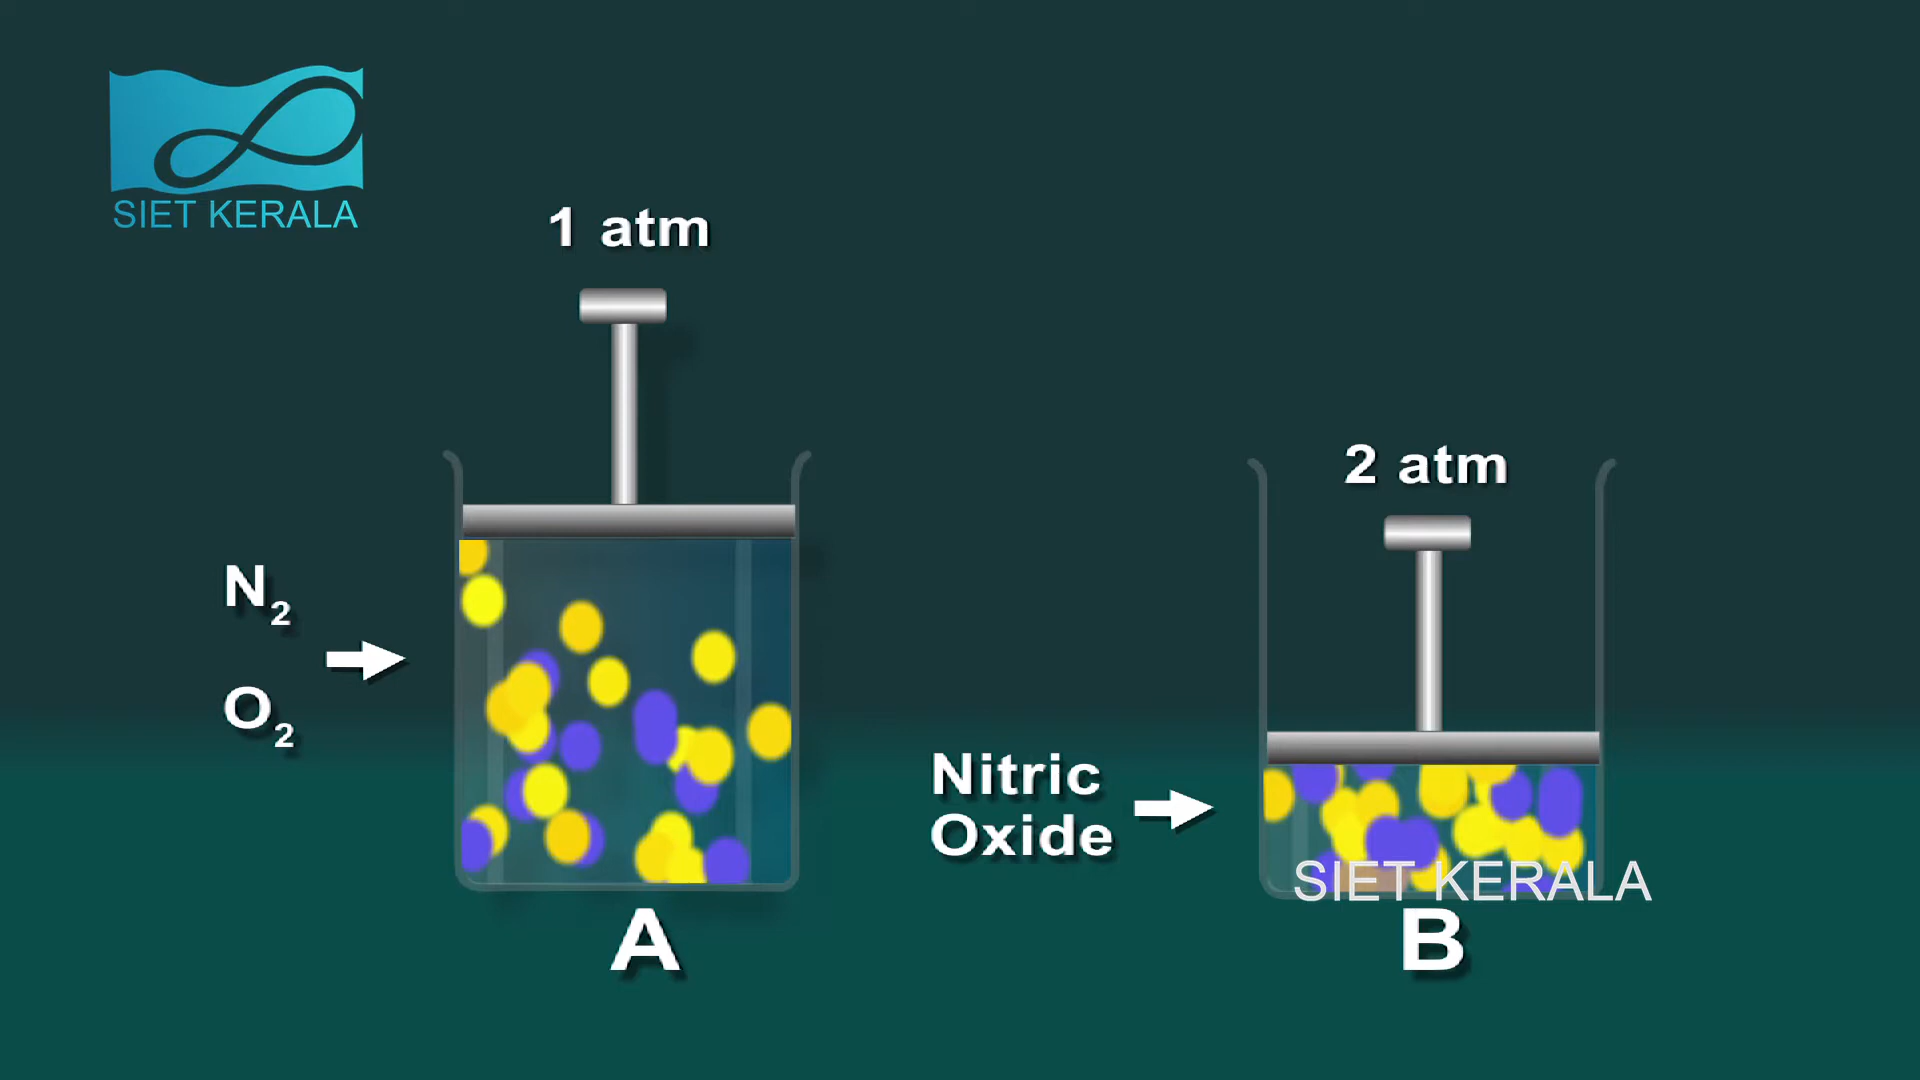 SIET KERALA
1 atm
2 atm
N₂
O₂
Nitric
Oxide
SIET KERALA
A
B